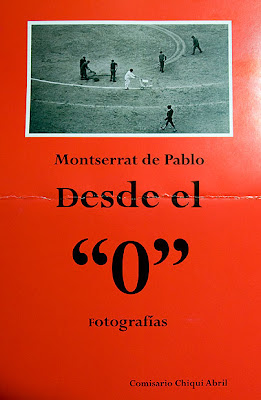 Montserrat de Pablo
Desde el
“0”
Fotografías
Comisario Chiqui Abril